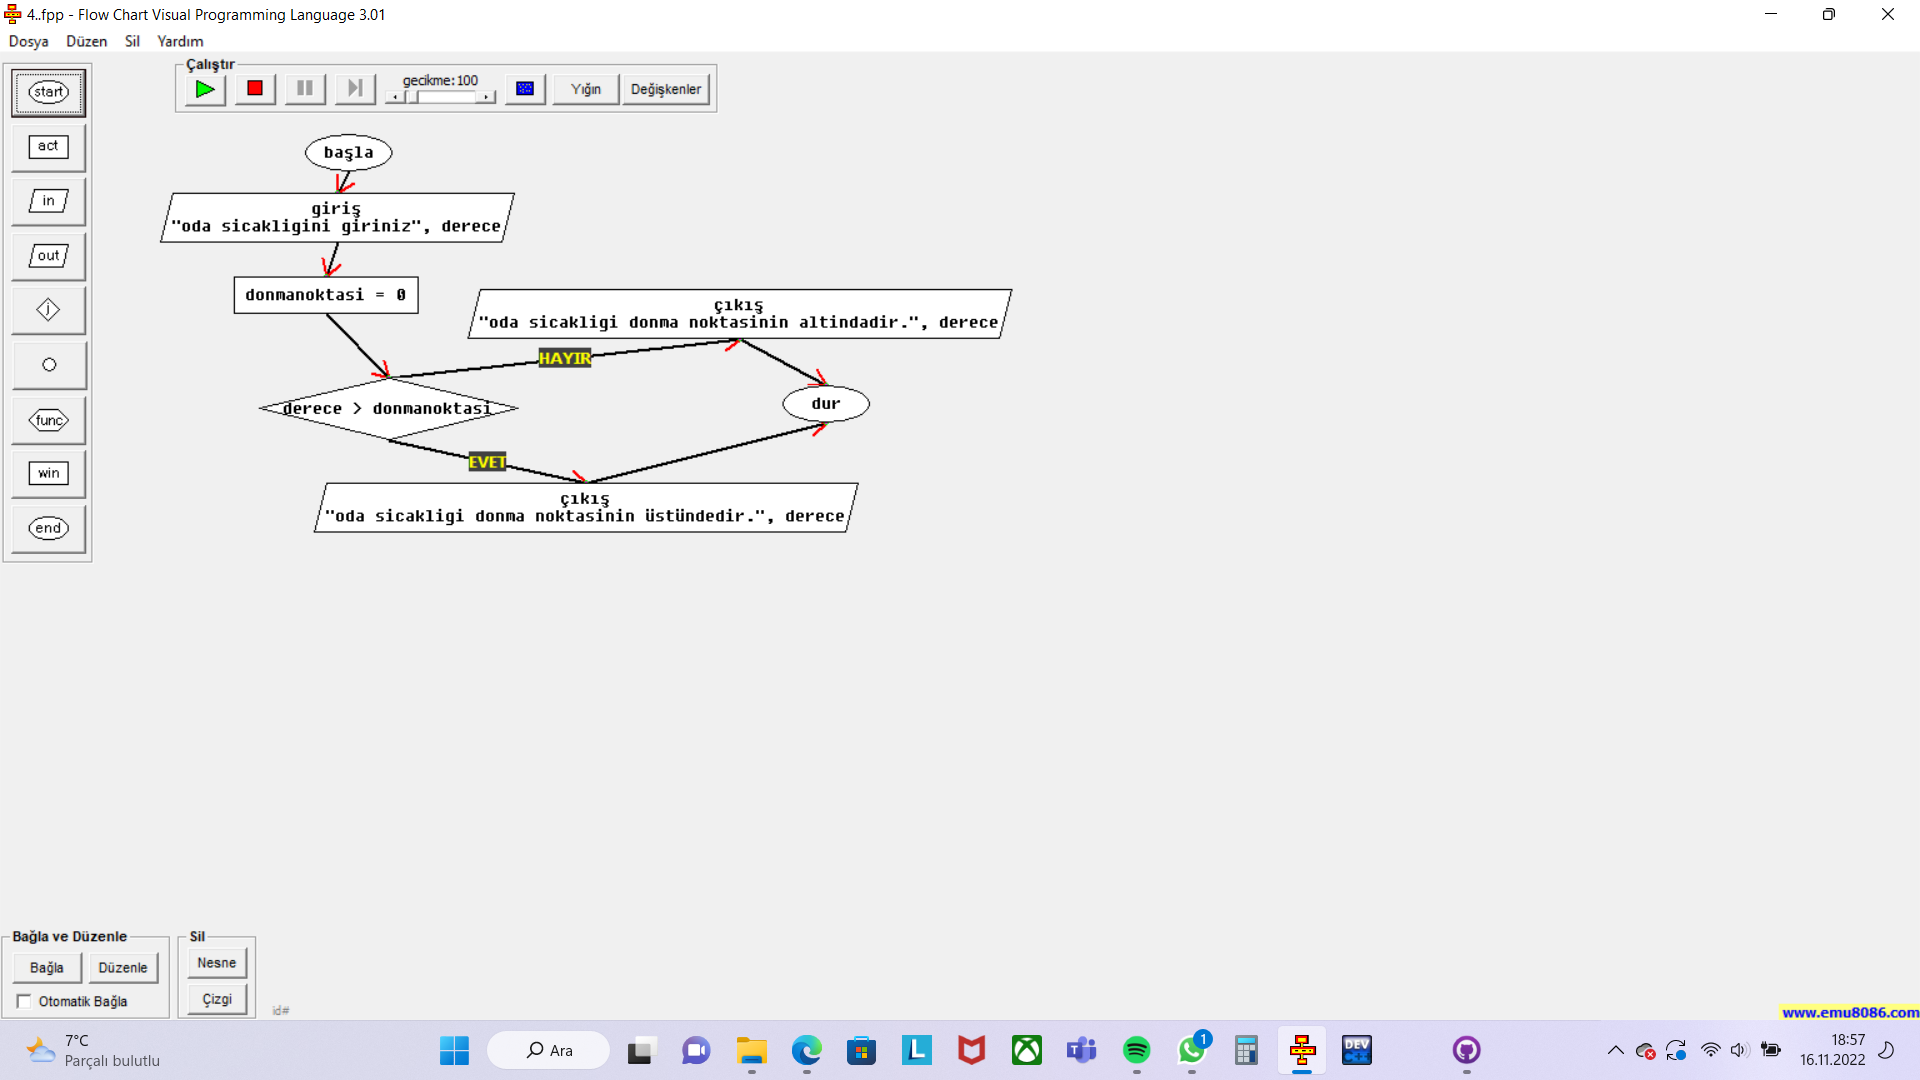 4..fpp - Flow Chart Visual Programming Language 3.01
Dosya Düzen Sil Yardım
Çalıştır
gecikme:100
Yığın
Değişkenler
start
act
in
out
j
func
win
end
başla
giriş
"oda sicakligini giriniz", derece
donmanoktasi = 0
çıkış
"oda sicakligi donma noktasinin altindadir.", derece
HAYIR
derece > donmanoktasi
dur
EVET
çıkış
"oda sicakligi donma noktasinin üstündedir.", derece
Bağla ve Düzenle
Bağla
Düzenle
Otomatik Bağla
Sil
Nesne
Çizgi
id#
www.emu8086.com
7°C
Parçalı bulutlu
Ara
L
1
DEV
C++
18:57
16.11.2022